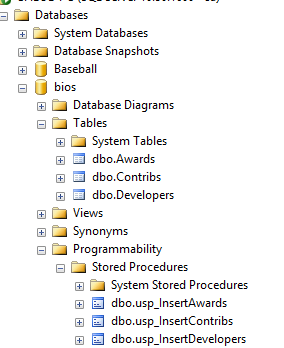 Databases
System Databases
Database Snapshots
Baseball
bios
Database Diagrams
Tables
System Tables
dbo.Awards
dbo.Contribs
dbo.Developers
Views
Synonyms
Programmability
Stored Procedures
System Stored Procedures
dbo.usp_InsertAwards
dbo.usp_InsertContribs
dbo.usp_InsertDevelopers